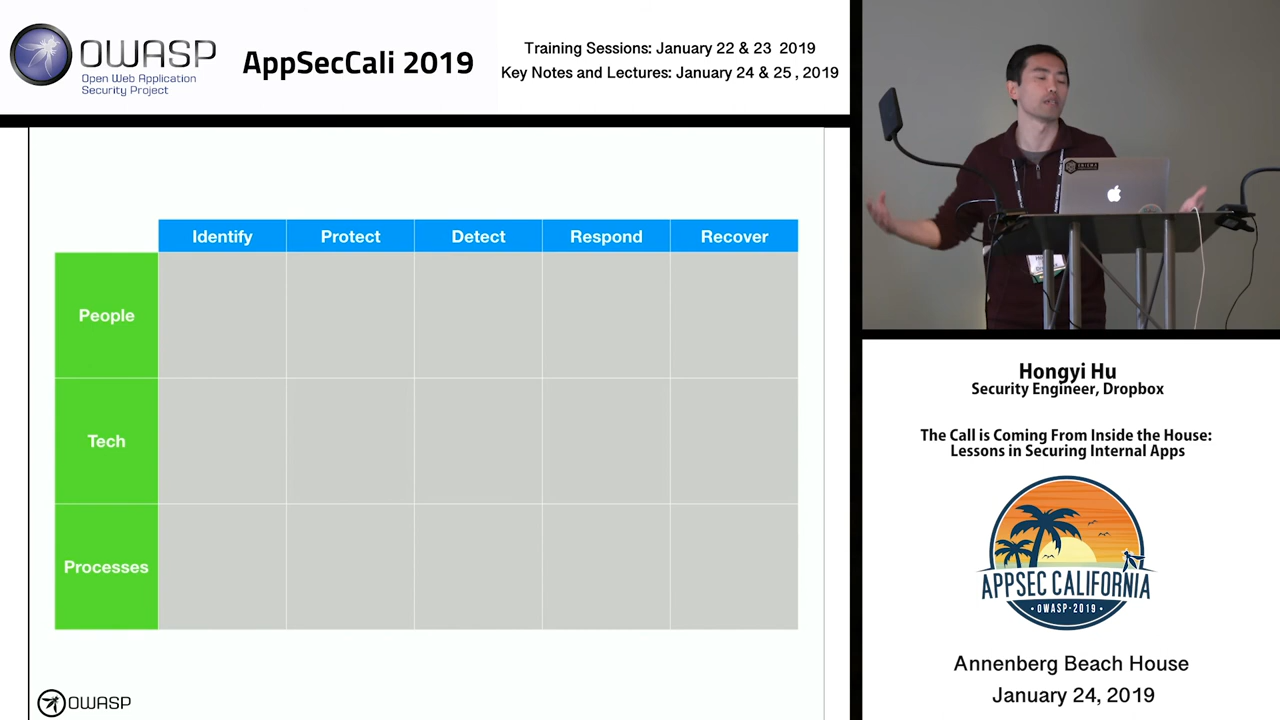 OWASP
Open Web Application
Security Project
AppSecCali 2019
Training Sessions: January 22 & 23 2019
Key Notes and Lectures: January 24 & 25 , 2019
Identify Protect Detect Respond Recover
People
Tech
Processes
OWASP
Hongyi Hu
Security Engineer, Dropbox
The Call is Coming From Inside the House:
Lessons in Securing Internal Apps
APPSEC CALIFORNIA
· OWASP-2019 ·
Annenberg Beach House
January 24, 2019